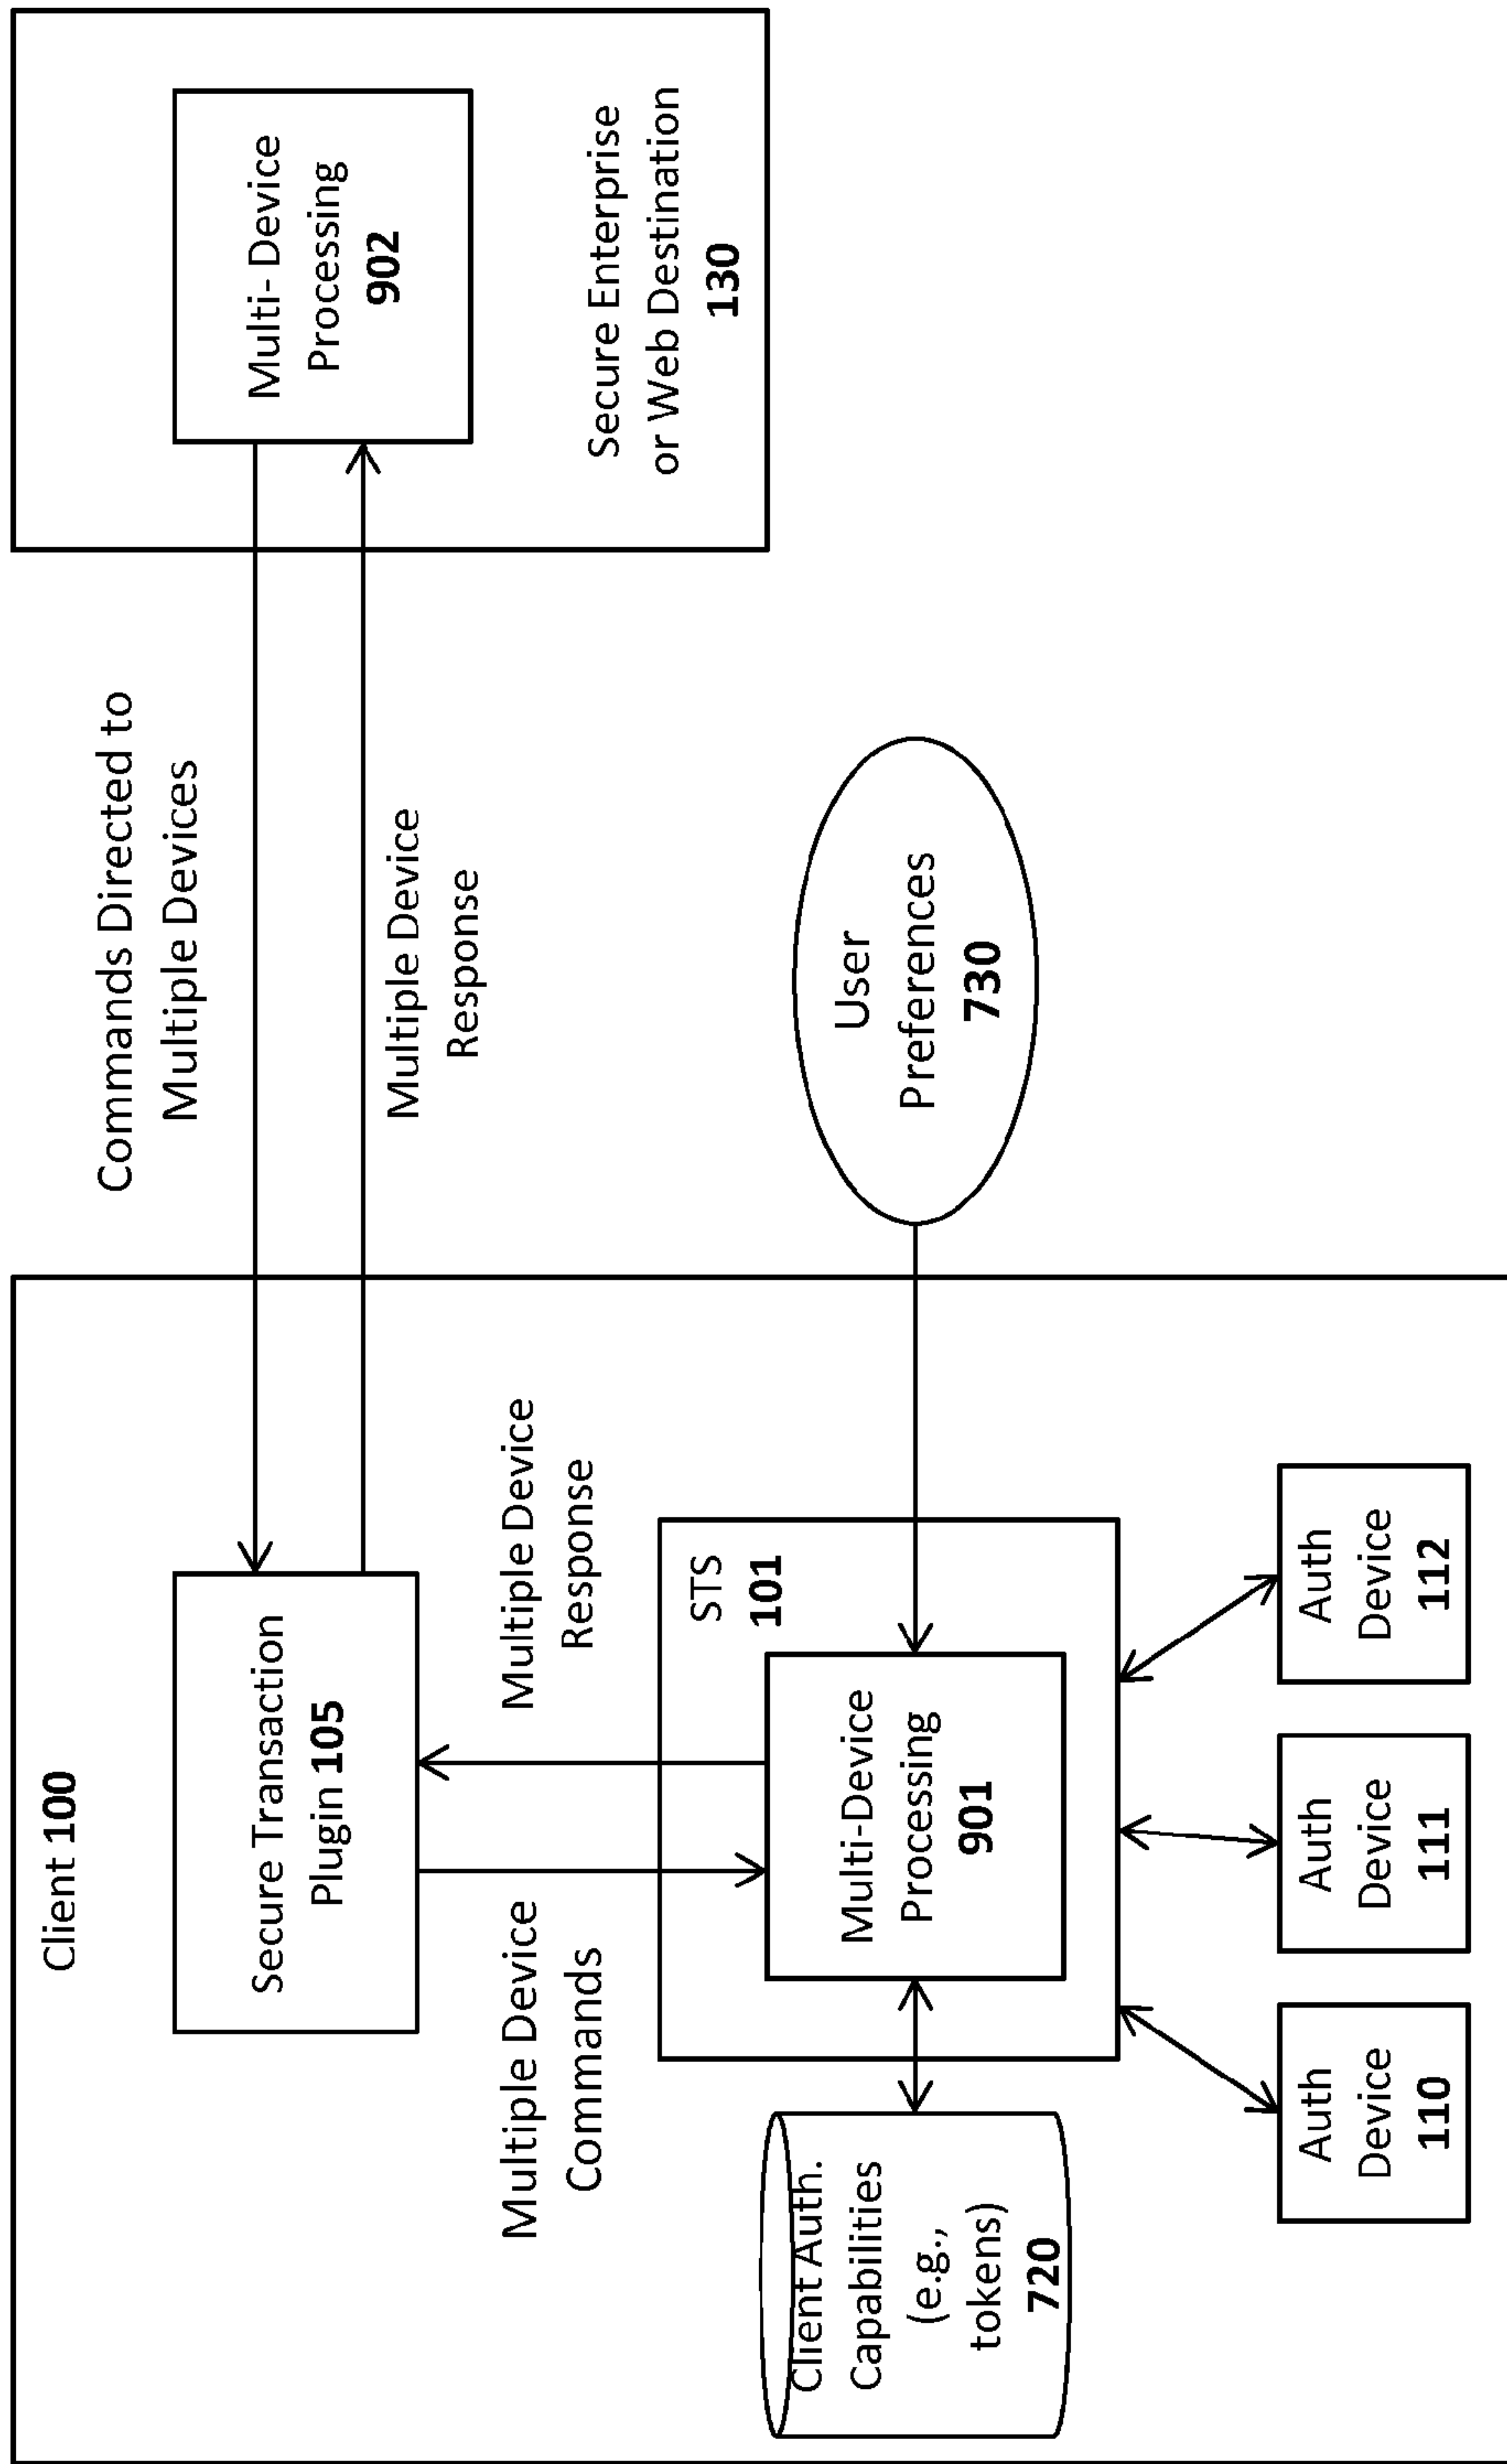 Client 100
Secure Transaction
Plugin 105
Commands Directed to
Multiple Devices
Multiple Device
Response
Multi- Device
Processing
902
Secure Enterprise
or Web Destination
130
Multiple Device
Commands
Multiple Device
Response
STS
101
Multi-Device
Processing
901
User
Preferences
730
Client Auth.
Capabilities
(e.g.,
tokens)
720
Auth
Device
110
Auth
Device
111
Auth
Device
112